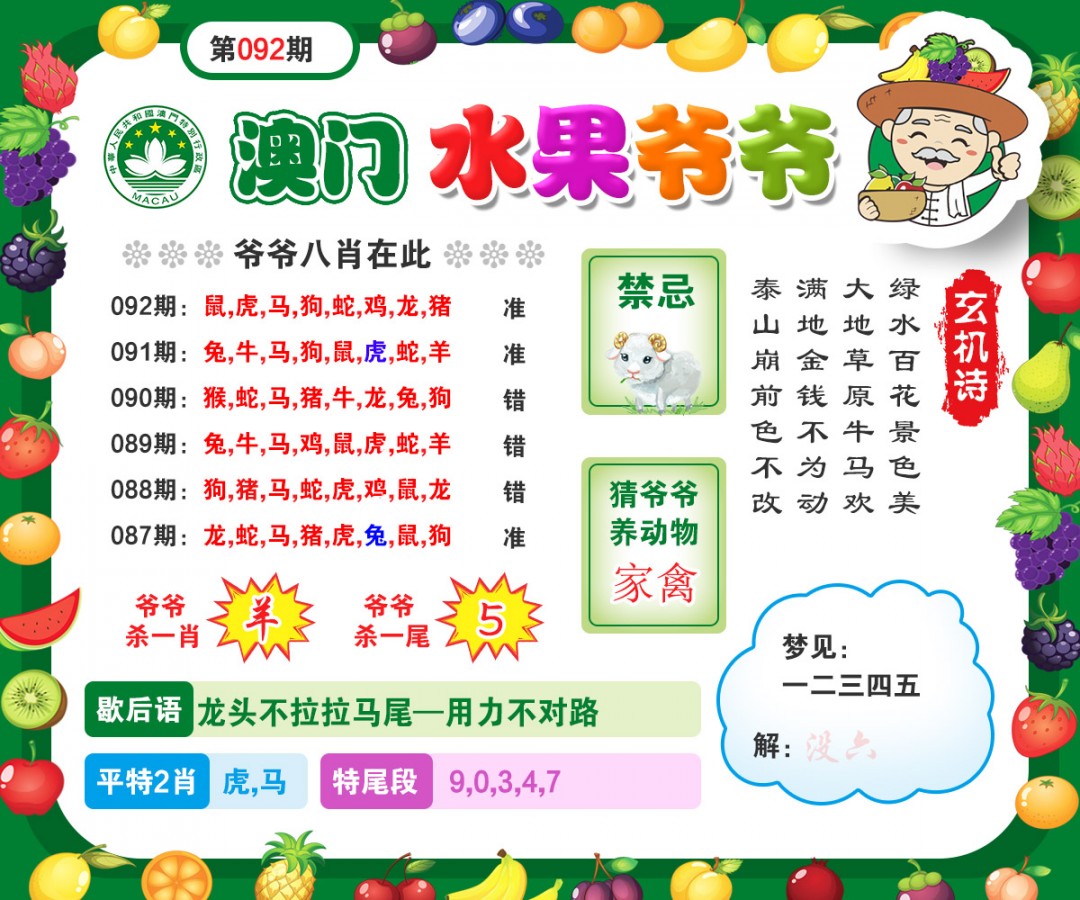 第092期
中華人民共和國澳門特別行政區
MACAU
澳门
水果爷爷
爷爷八肖在此
092期：鼠,虎,马,狗,蛇,鸡,龙,猪 准
091期：兔,牛,马,狗,鼠,虎,蛇,羊 准
090期：猴,蛇,马,猪,牛,龙,兔,狗 错
089期：兔,牛,马,鸡,鼠,虎,蛇,羊 错
088期：狗,猪,马,蛇,虎,鸡,鼠,龙 错
087期：龙,蛇,马,猪,虎,兔,鼠,狗 准
爷爷
杀一肖
羊
爷爷
杀一尾
5
禁忌
猜爷爷
养动物
家禽
玄机诗
绿水百花景色美
大地草原牛马欢
满地金钱不为动
泰山崩前色不改
歇后语 龙头不拉拉马尾—用力不对路
平特2肖 虎,马
特尾段 9,0,3,4,7
梦见：
一二三四五
解：没六